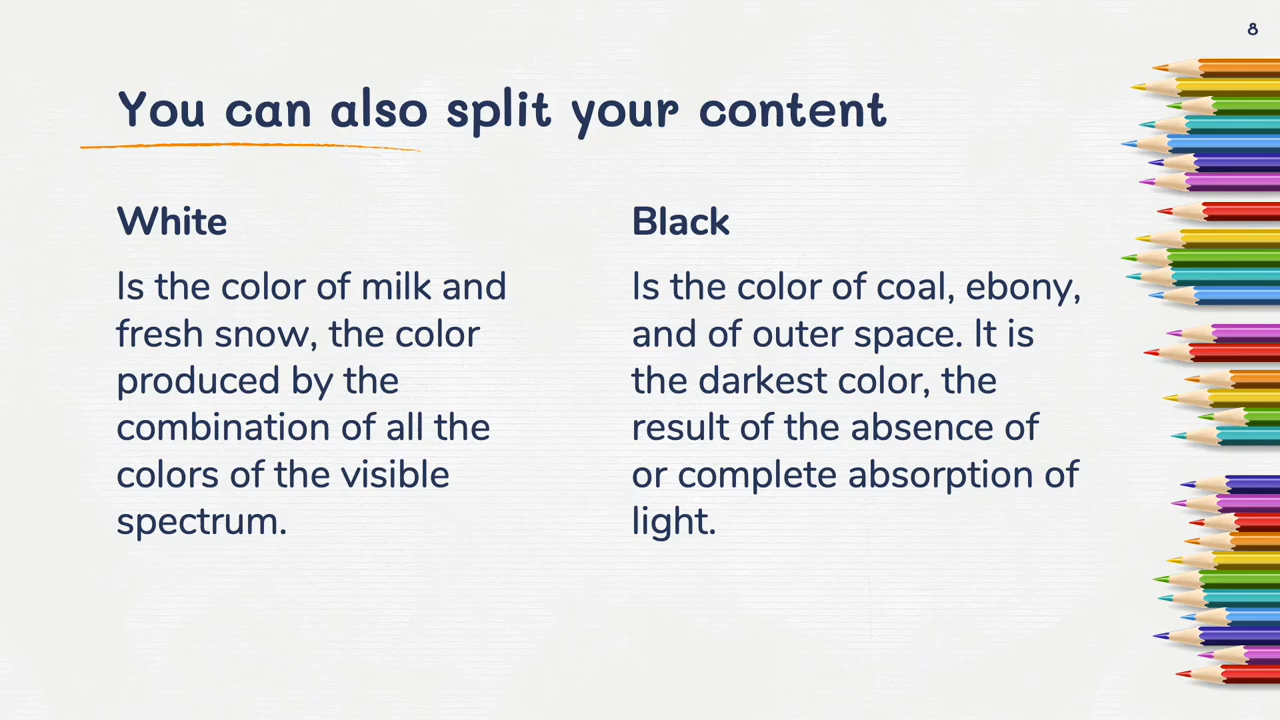 8
You can also split your content
White
Is the color of milk and
fresh snow, the color
produced by the
combination of all the
colors of the visible
spectrum.
Black
Is the color of coal, ebony,
and of outer space. It is
the darkest color, the
result of the absence of
or complete absorption of
light.